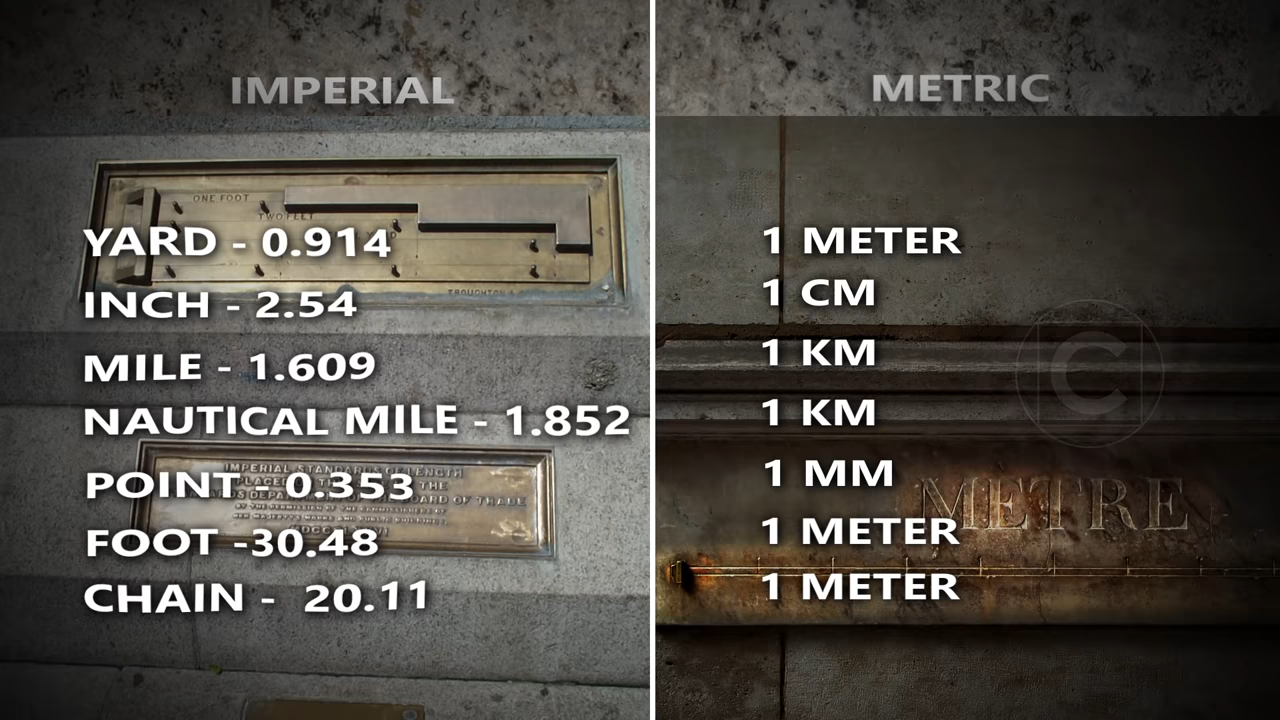 IMPERIAL
METRIC
ONE FOOT
TWO FEET
YARD - 0.914
1 METER
INCH - 2.54
1 CM
MILE - 1.609
1 KM
NAUTICAL MILE - 1.852
1 KM
IMPERIAL STANDARDS OF LENGTH
POINT - 0.353
1 MM
METRE
FOOT -30.48
1 METER
CHAIN - 20.11
1 METER
C